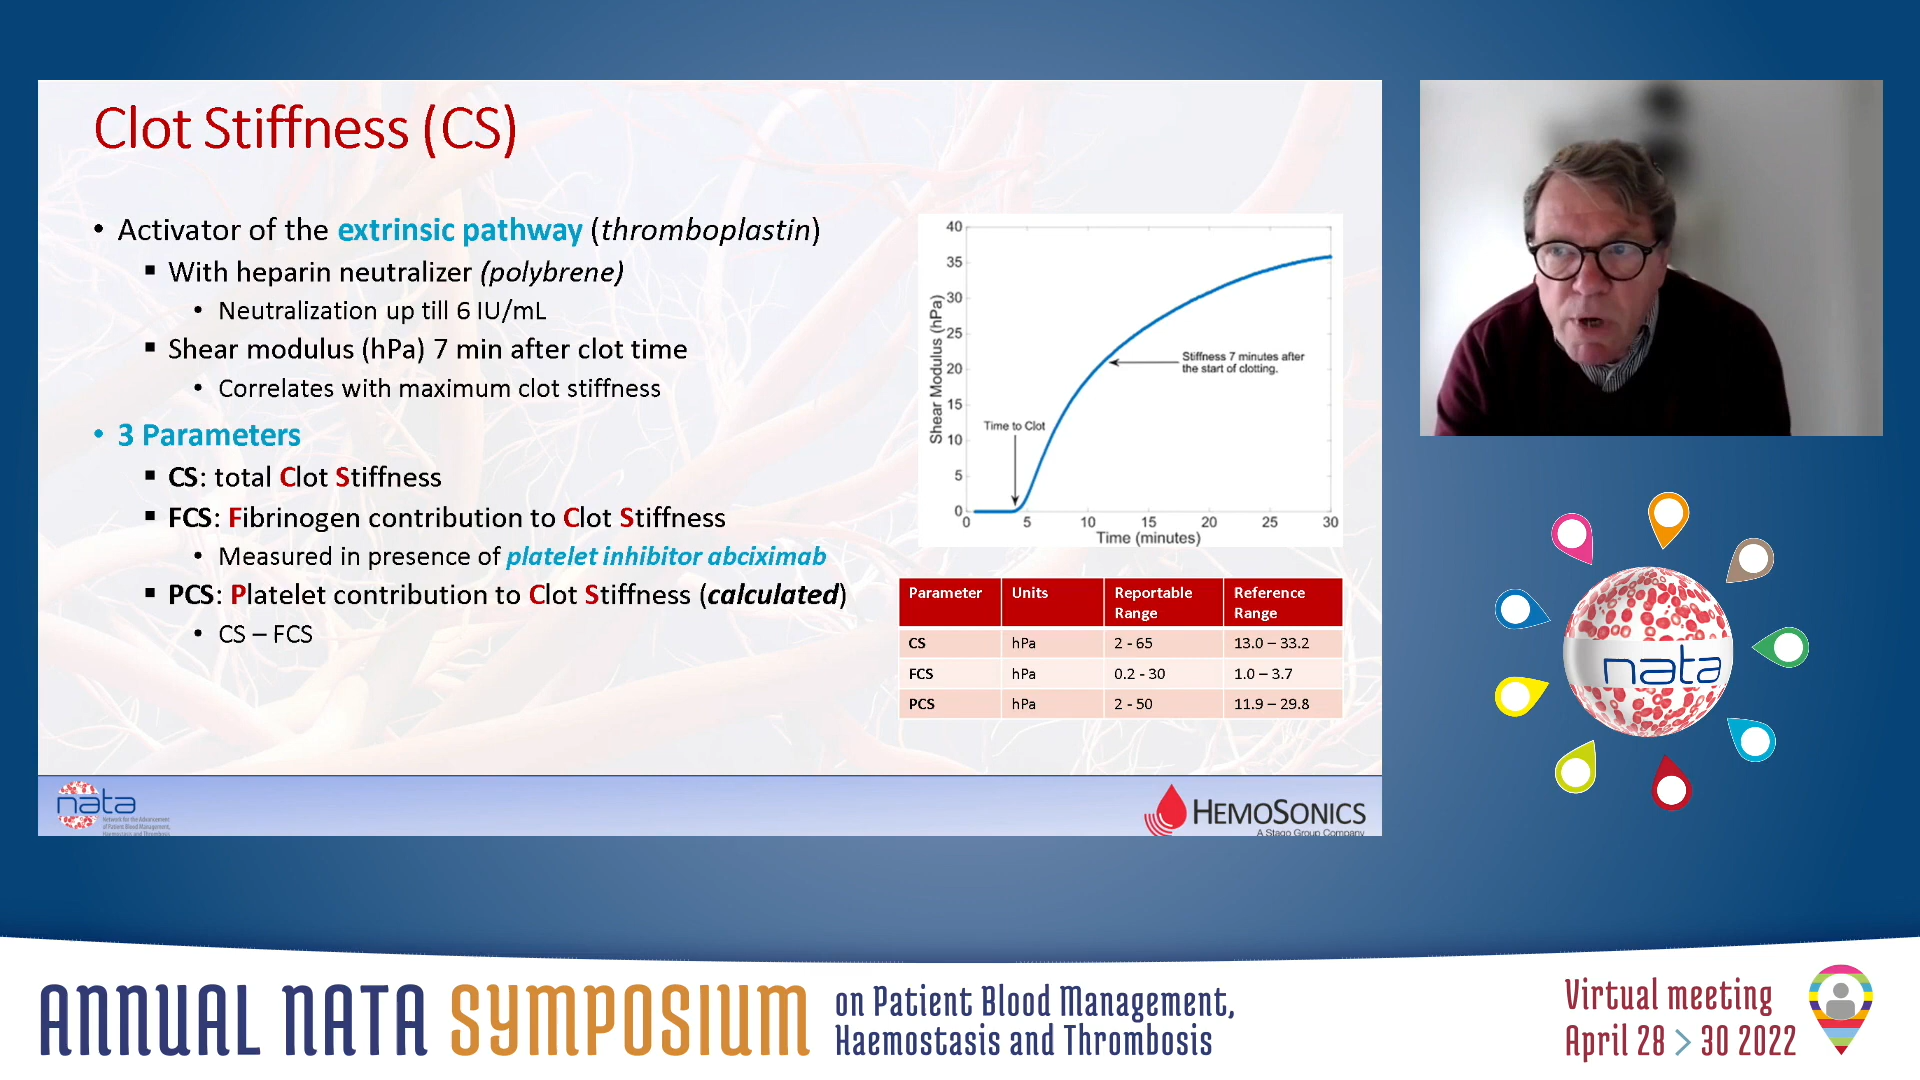 Clot Stiffness (CS)
• Activator of the extrinsic pathway (thromboplastin)
▪ With heparin neutralizer (polybrene)
• Neutralization up till 6 IU/mL
▪ Shear modulus (hPa) 7 min after clot time
• Correlates with maximum clot stiffness
• 3 Parameters
▪ CS: total Clot Stiffness
▪ FCS: Fibrinogen contribution to Clot Stiffness
• Measured in presence of platelet inhibitor abciximab
▪ PCS: Platelet contribution to Clot Stiffness (calculated)
• CS – FCS
Shear Modulus (hPa)
40
35
30
25
20
15
10
5
0
Stiffness 7 minutes after
the start of clotting.
Time to Clot
0 5 10 15 20 25 30
Time (minutes)
Parameter Units Reportable Range Reference Range
CS hPa 2 - 65 13.0 – 33.2
FCS hPa 0.2 - 30 1.0 – 3.7
PCS hPa 2 - 50 11.9 – 29.8
nata
Network for the Advancement
of Patient Blood Management,
Haemostasis and Thrombosis
HEMOSONICS
A Stago Group Company
nata
ANNUAL NATA SYMPOSIUM
on Patient Blood Management,
Haemostasis and Thrombosis
Virtual meeting
April 28 > 30 2022